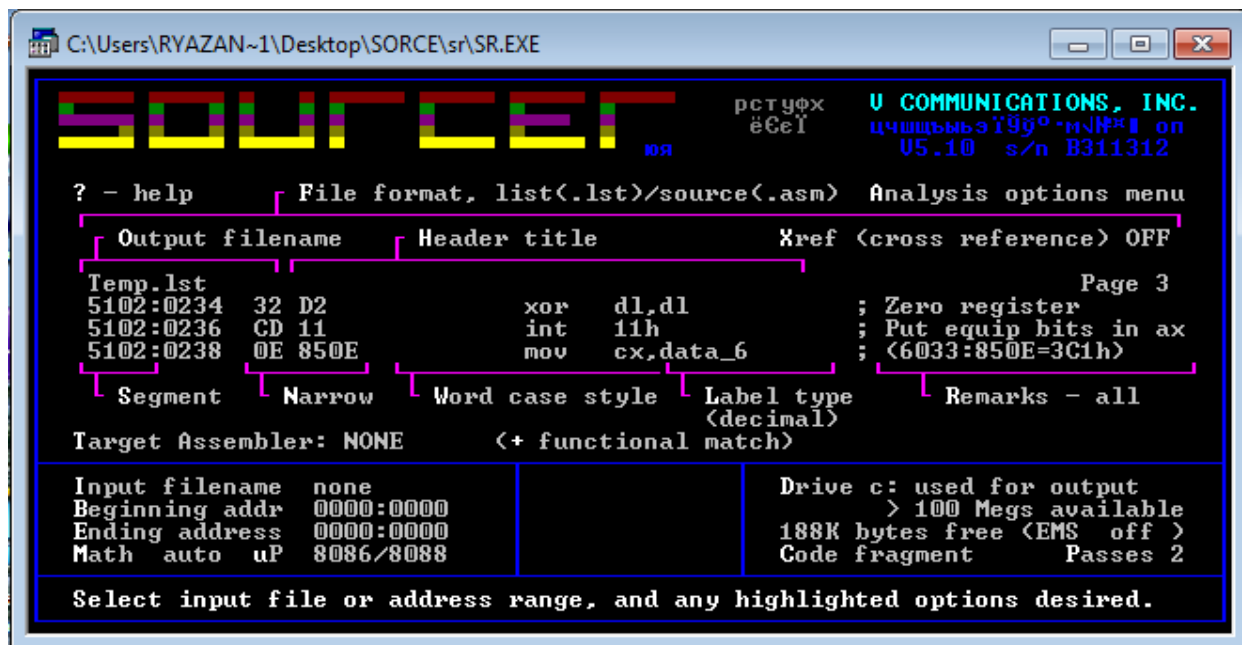 C:\Users\RYAZAN~1\Desktop\SORCE\sr\SR.EXE
sourcer
рстуфх V COMMUNICATIONS, INC.
ёЄєЇ
юя V5.10 s/n B311312
? - help File format, list(.lst)/source(.asm) Analysis options menu
Output filename Header title Xref (cross reference) OFF
Temp.lst Page 3
5102:0234 32 D2 xor dl,dl ; Zero register
5102:0236 CD 11 int 11h ; Put equip bits in ax
5102:0238 0E 850E mov cx,data_6 ; (6033:850E=3C1h)
Segment Narrow Word case style Label type Remarks - all
(decimal)
Target Assembler: NONE (+ functional match)
Input filename none Drive c: used for output
Beginning addr 0000:0000 > 100 Megs available
Ending address 0000:0000 188K bytes free (EMS off )
Math auto uP 8086/8088 Code fragment Passes 2
Select input file or address range, and any highlighted options desired.